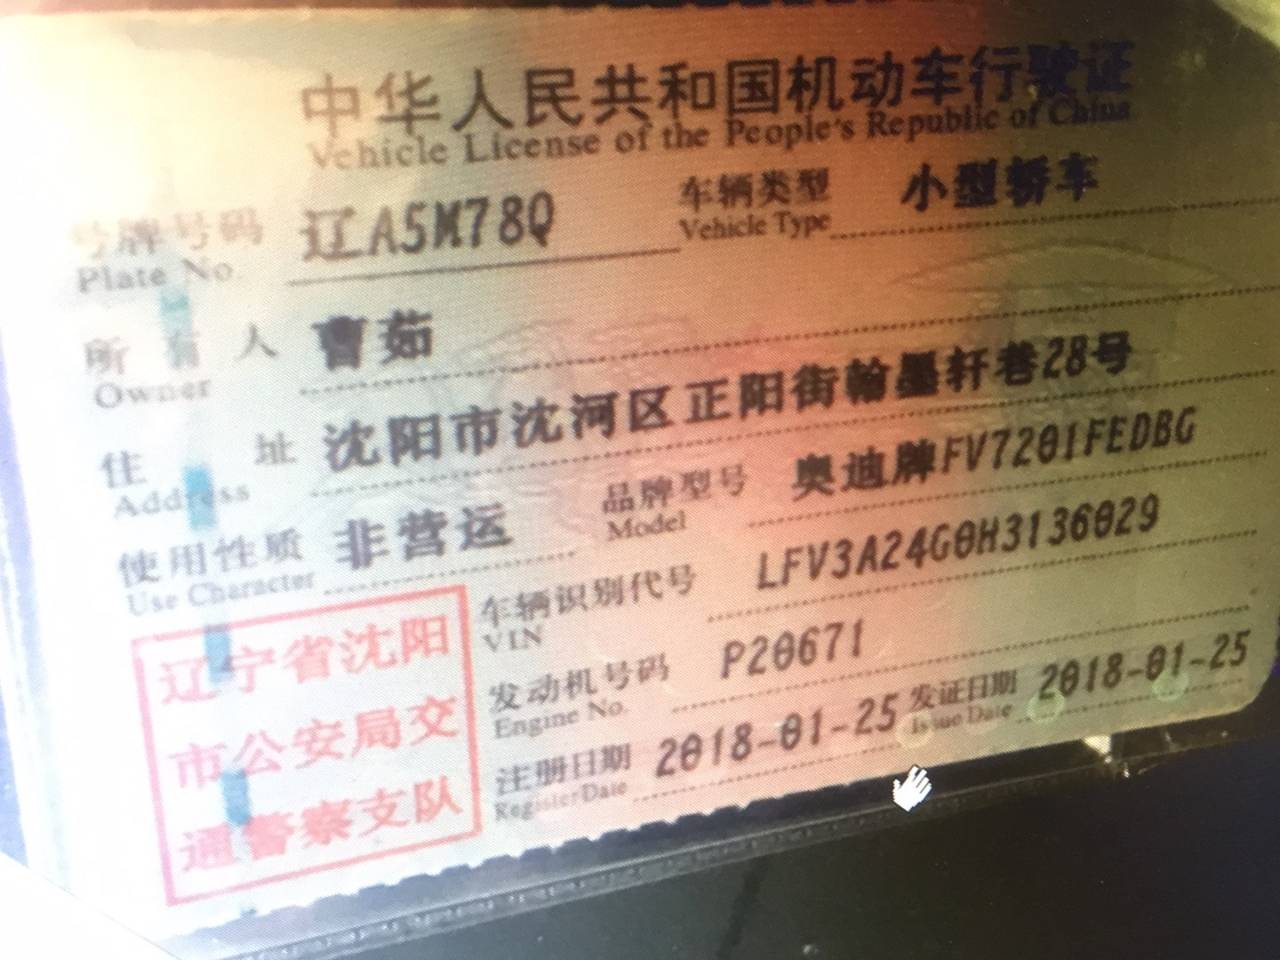 中华人民共和国机动车行驶证
Vehicle License of the People's Republic of China
号牌号码 辽A5M78Q 车辆类型 小型轿车
Plate No. Vehicle Type
所有人 曹茹
Owner
住址 沈阳市沈河区正阳街翰墨轩巷28号
Address
使用性质 非营运 品牌型号 奥迪牌FV7201FEDBG
Use Character Model
车辆识别代号 LFV3A24G0H3136029
VIN
发动机号码 P20671
Engine No.
注册日期 2018-01-25 发证日期 2018-01-25
Register Date Issue Date
辽宁省沈阳
市公安局交
通警察支队